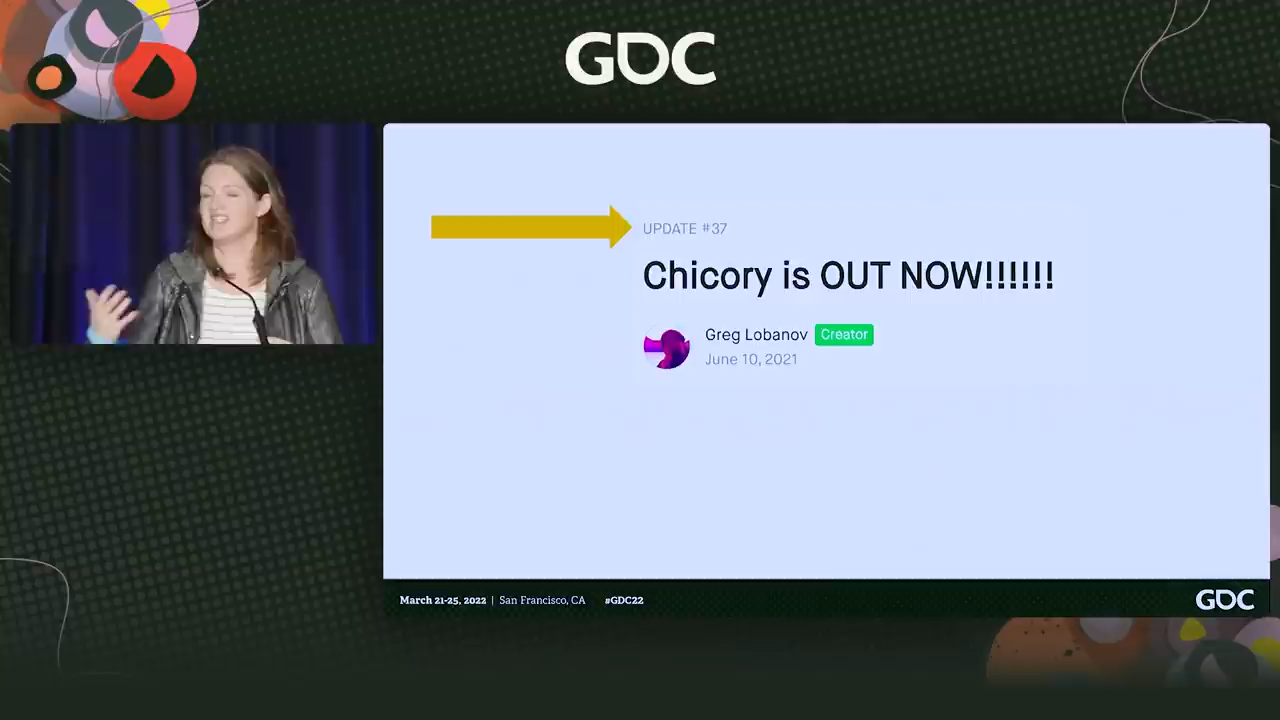 GDC
UPDATE #37
Chicory is OUT NOW!!!!!!
Greg Lobanov Creator
June 10, 2021
March 21-25, 2022 | San Francisco, CA #GDC22 GDC